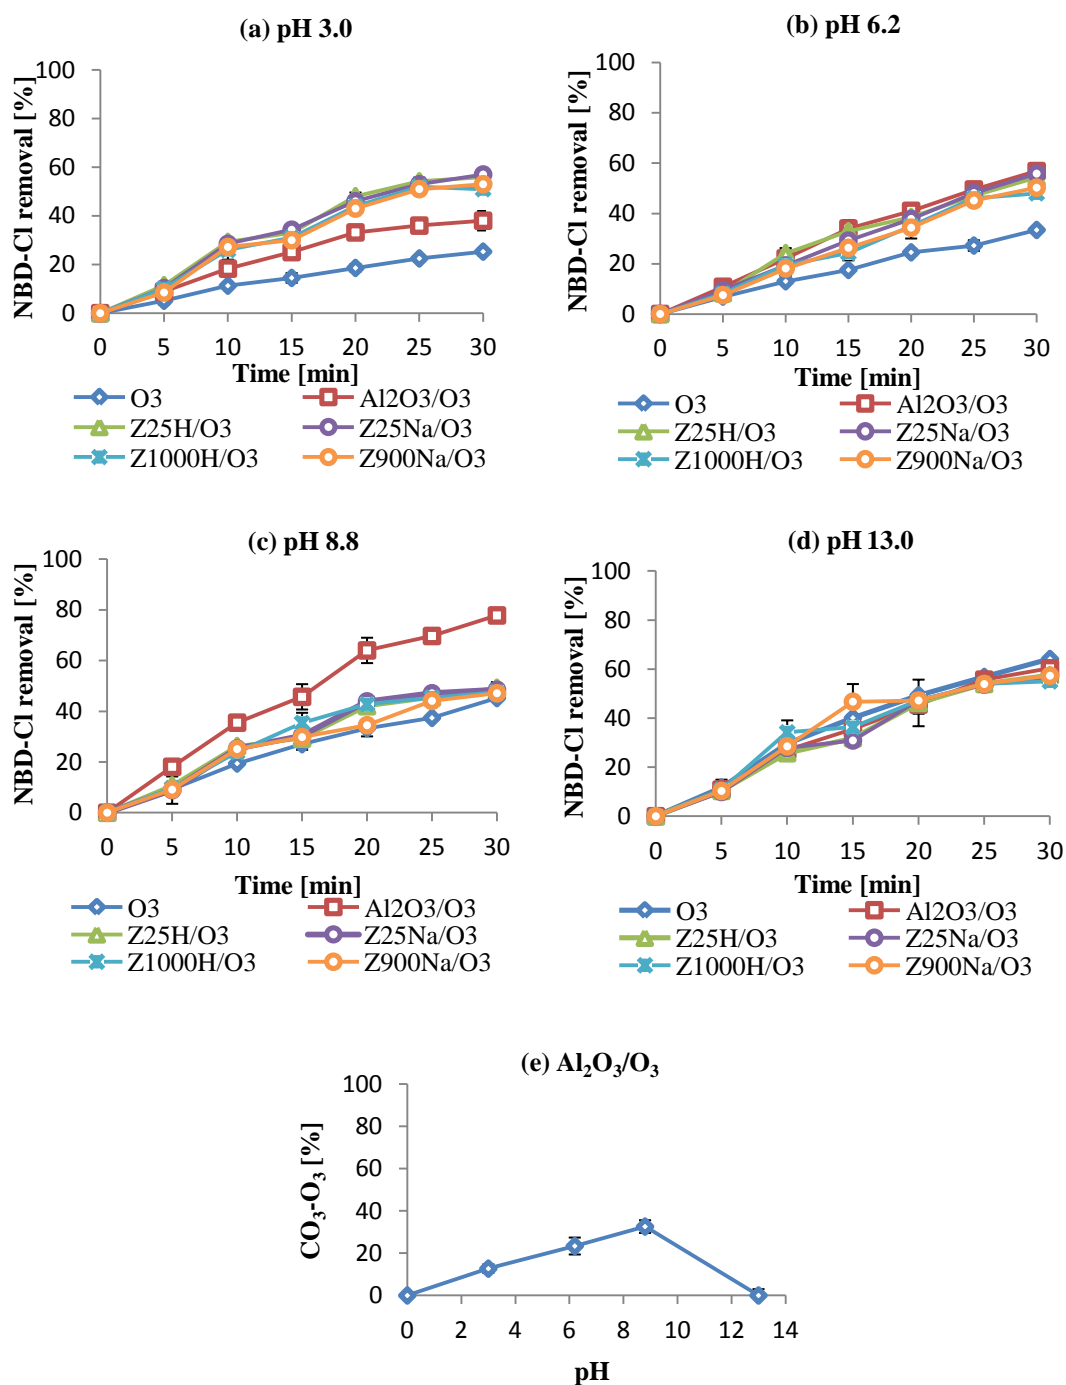 (a) pH 3.0
NBD-Cl removal [%]
100
80
60
40
20
0
0 5 10 15 20 25 30
Time [min]
O3 Al2O3/O3
Z25H/O3 Z25Na/O3
Z1000H/O3 Z900Na/O3
(b) pH 6.2
NBD-Cl removal [%]
100
80
60
40
20
0
0 5 10 15 20 25 30
Time [min]
O3 Al2O3/O3
Z25H/O3 Z25Na/O3
Z1000H/O3 Z900Na/O3
(c) pH 8.8
NBD-Cl removal [%]
100
80
60
40
20
0
0 5 10 15 20 25 30
Time [min]
O3 Al2O3/O3
Z25H/O3 Z25Na/O3
Z1000H/O3 Z900Na/O3
(d) pH 13.0
NBD-Cl removal [%]
100
80
60
40
20
0
0 5 10 15 20 25 30
Time [min]
O3 Al2O3/O3
Z25H/O3 Z25Na/O3
Z1000H/O3 Z900Na/O3
(e) Al₂O₃/O₃
CO₃-O₃ [%]
100
80
60
40
20
0
0 2 4 6 8 10 12 14
pH